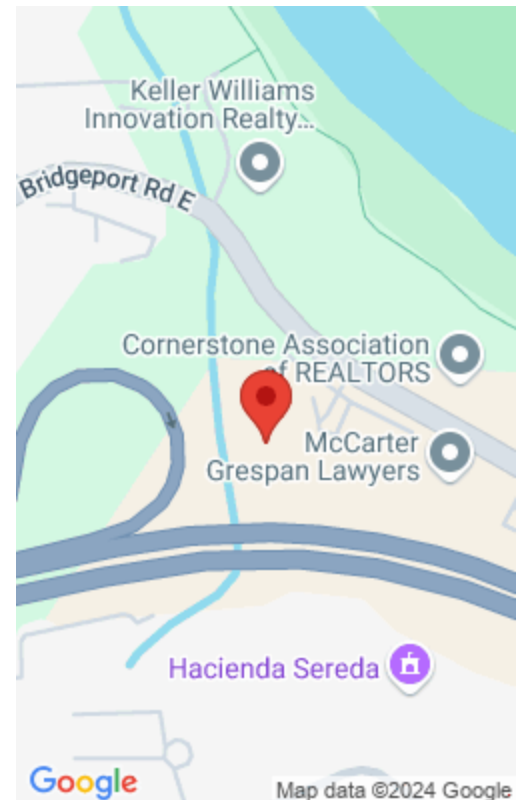 Keller Williams
Innovation Realty...
Bridgeport Rd E
Cornerstone Association
of REALTORS
McCarter
Grespan Lawyers
Hacienda Sereda
Google
Map data ©2024 Google